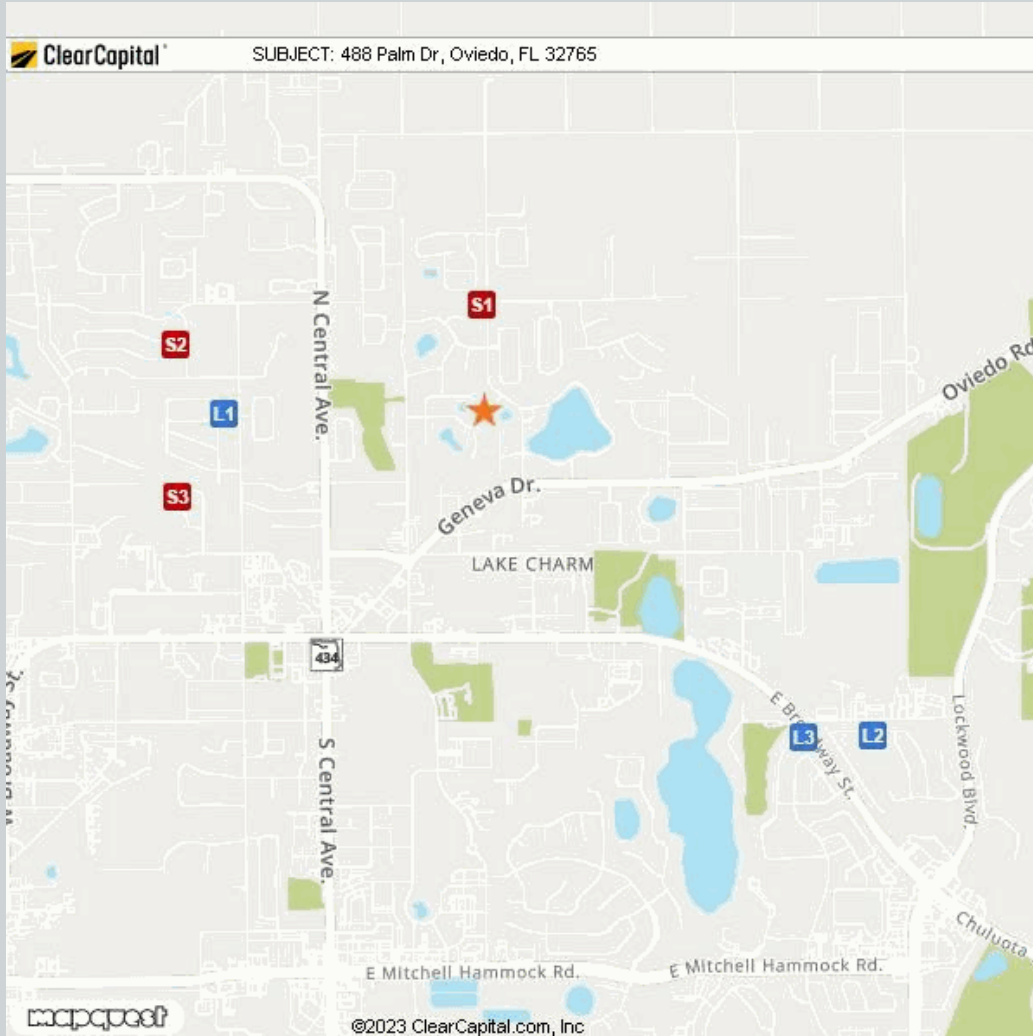 ClearCapital
SUBJECT: 488 Palm Dr, Oviedo, FL 32765
S1
N Central Ave.
S2
Oviedo Rd
L1
Geneva Dr.
S3
LAKE CHARM
434
E Broadway St.
L3
L2
Lockwood Blvd.
S Central Ave.
Chuluota
E Mitchell Hammock Rd.
E Mitchell Hammock Rd.
mapquest
©2023 ClearCapital.com, Inc